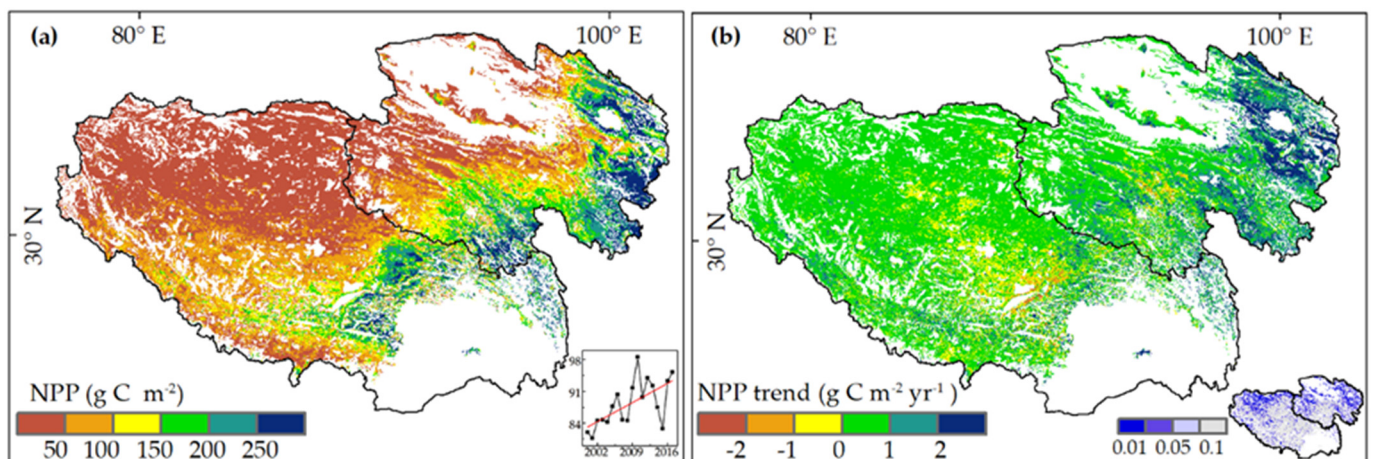 (a) 80° E 100° E
30° N
98
91
84
2002 2009 2016
NPP (g C m-2)
50 100 150 200 250
(b) 80° E 100° E
30° N
NPP trend (g C m-2 yr-1 )
-2 -1 0 1 2
0.01 0.05 0.1